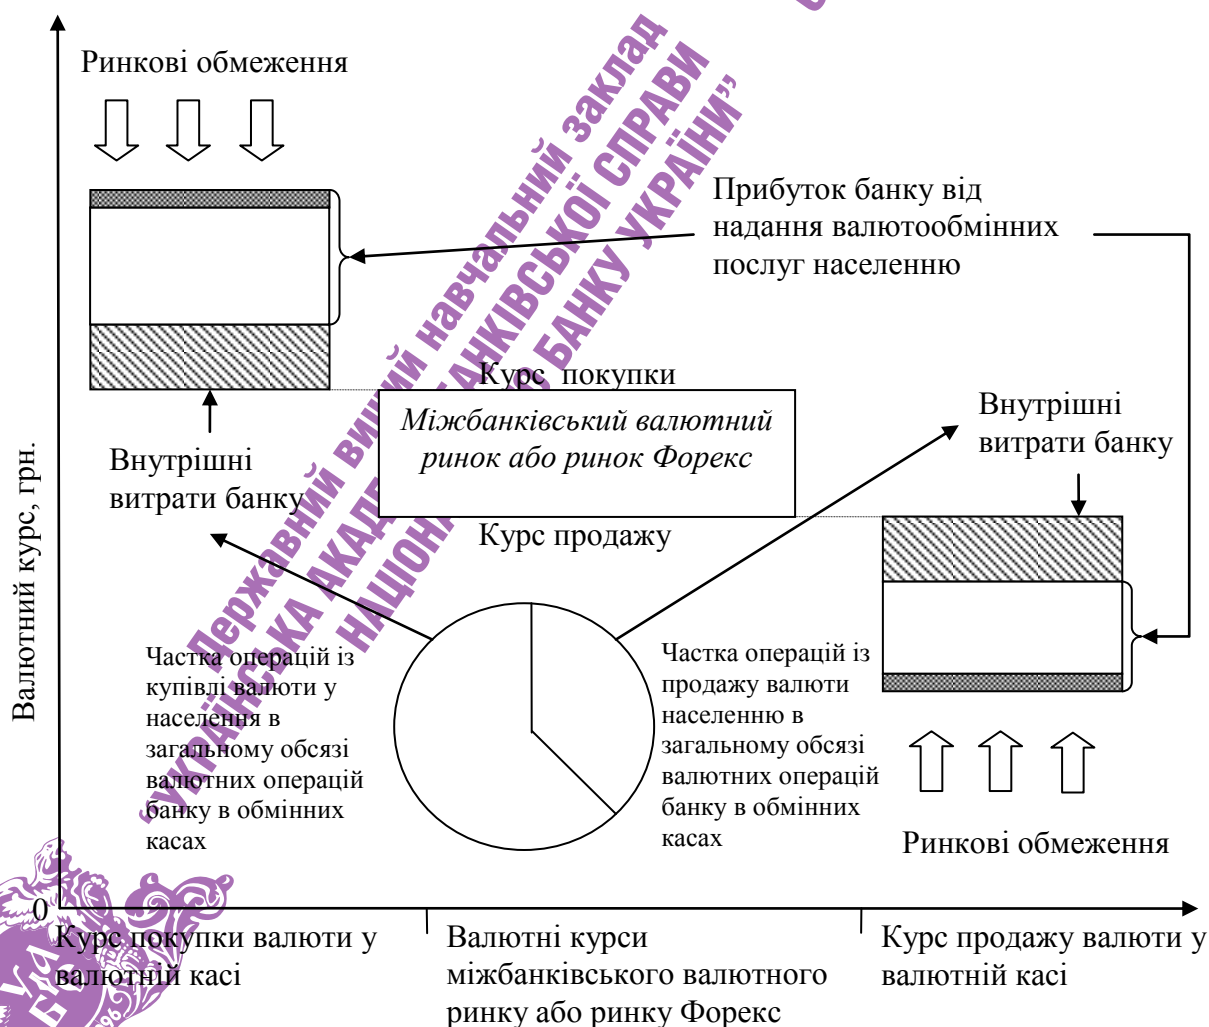 Ринкові обмеження
Прибуток банку від
надання валютообмінних
послуг населенню
Курс покупки
Міжбанківський валютний
ринок або ринок Форекс
Курс продажу
Внутрішні
витрати банку
Внутрішні
витрати банку
Валютний курс, грн.
Частка операцій із
купівлі валюти у
населення в
загальному обсязі
валютних операцій
банку в обмінних
касах
Частка операцій із
продажу валюти
населенню в
загальному обсязі
валютних операцій
банку в обмінних
касах
Ринкові обмеження
0
Курс покупки валюти у
валютній касі
Валютні курси
міжбанківського валютного
ринку або ринку Форекс
Курс продажу валюти у
валютній касі
Державний вищий навчальний заклад
"УКРАЇНСЬКА АКАДЕ БАНКІВСЬКОЇ СПРАВИ
НАЦІОН БАНКУ УКРАЇНИ"